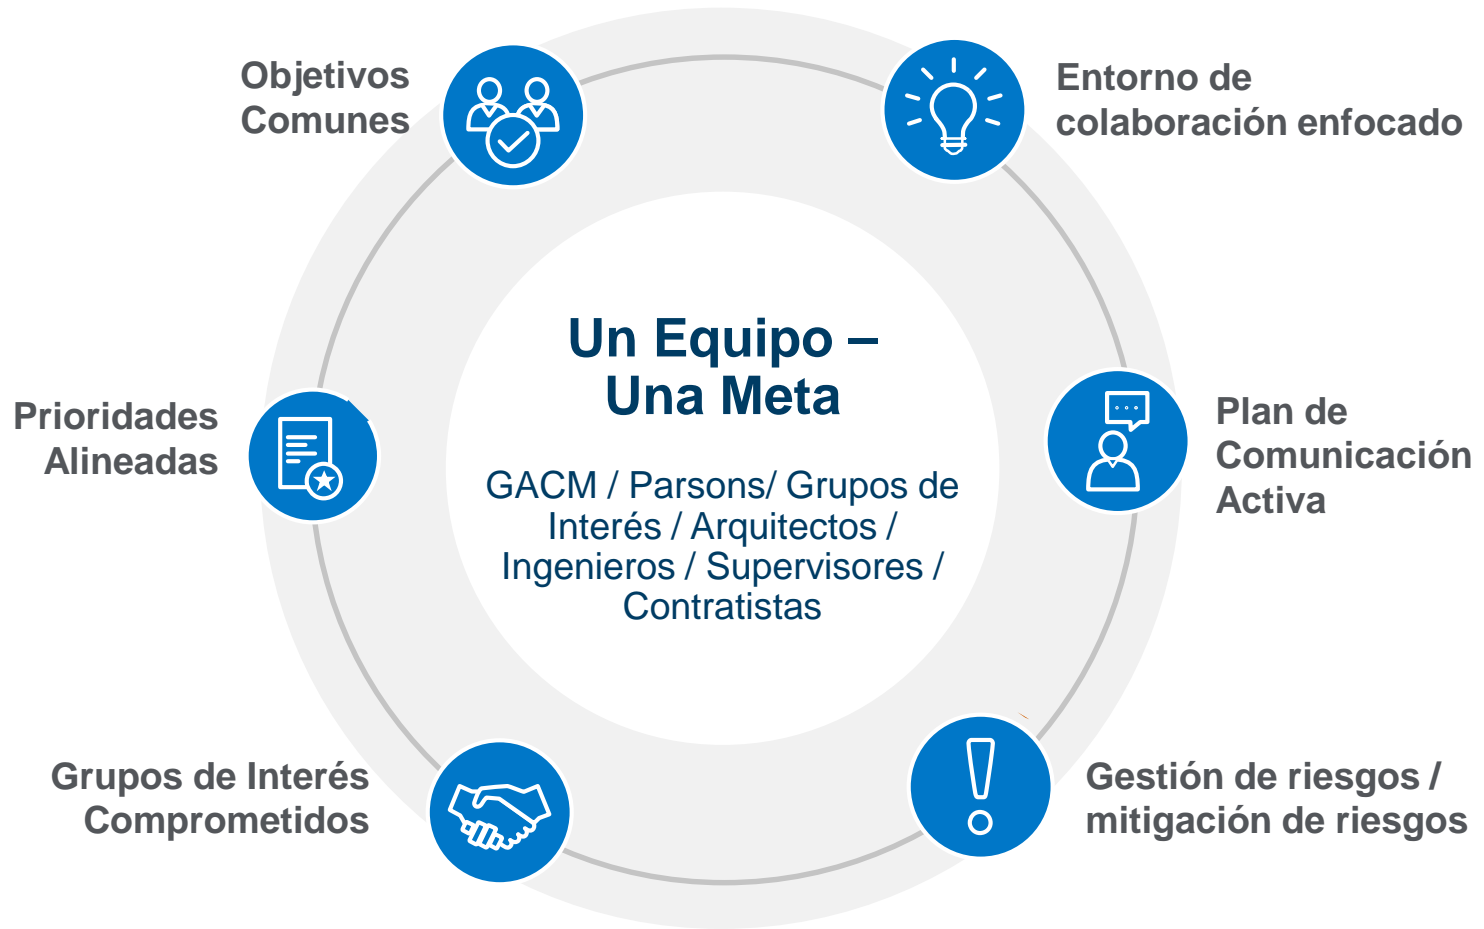 Objetivos
Comunes
Entorno de
colaboración enfocado
Un Equipo –
Una Meta
GACM / Parsons/ Grupos de
Interés / Arquitectos /
Ingenieros / Supervisores /
Contratistas
Prioridades
Alineadas
Plan de
Comunicación
Activa
Grupos de Interés
Comprometidos
Gestión de riesgos /
mitigación de riesgos